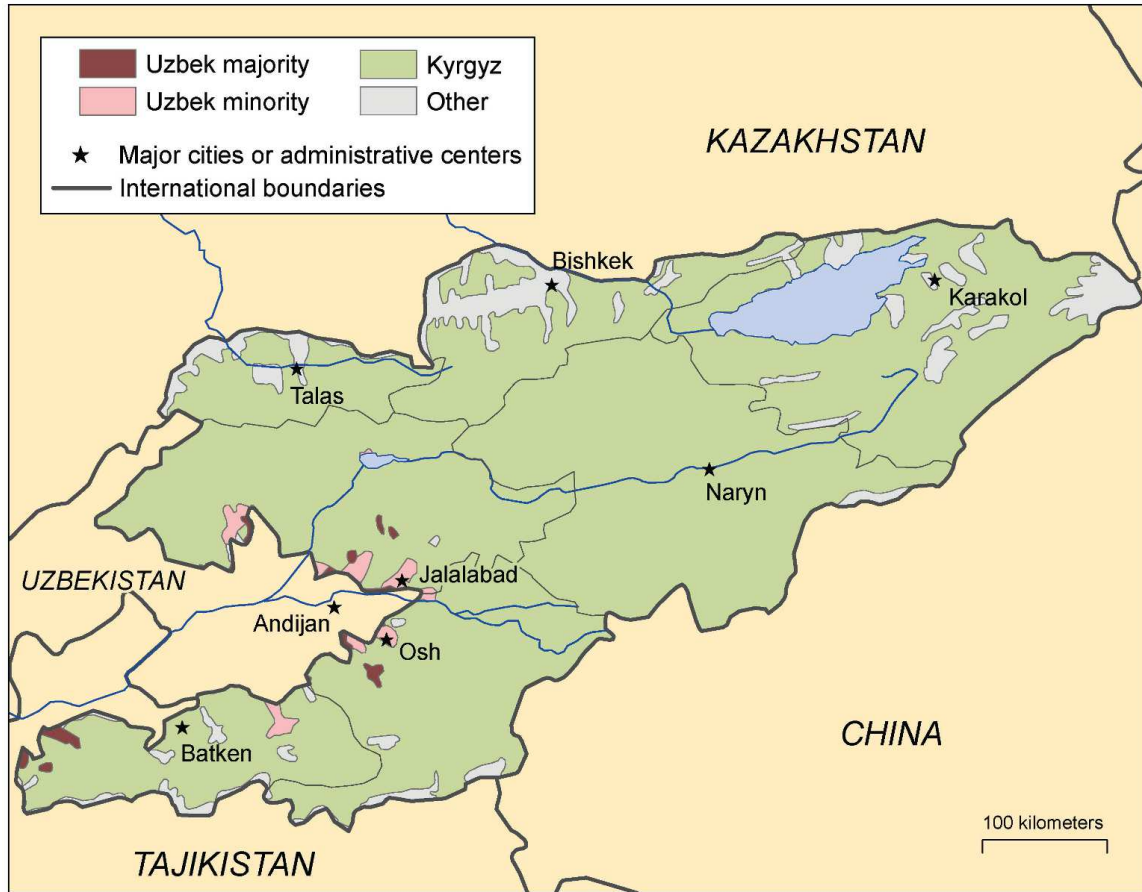 Uzbek majority
Uzbek minority
Kyrgyz
Other
Major cities or administrative centers
International boundaries
KAZAKHSTAN
Bishkek
Karakol
Talas
Naryn
UZBEKISTAN
Jalalabad
Andijan
Osh
Batken
CHINA
100 kilometers
TAJIKISTAN